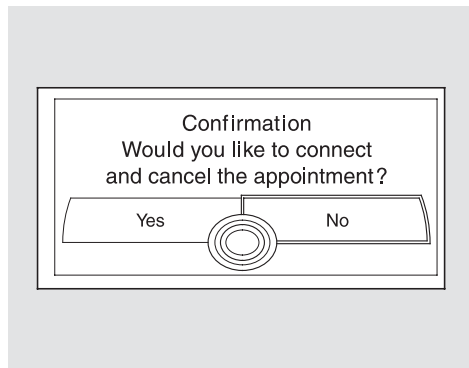 Confirmation
Would you like to connect
and cancel the appointment?
Yes
No